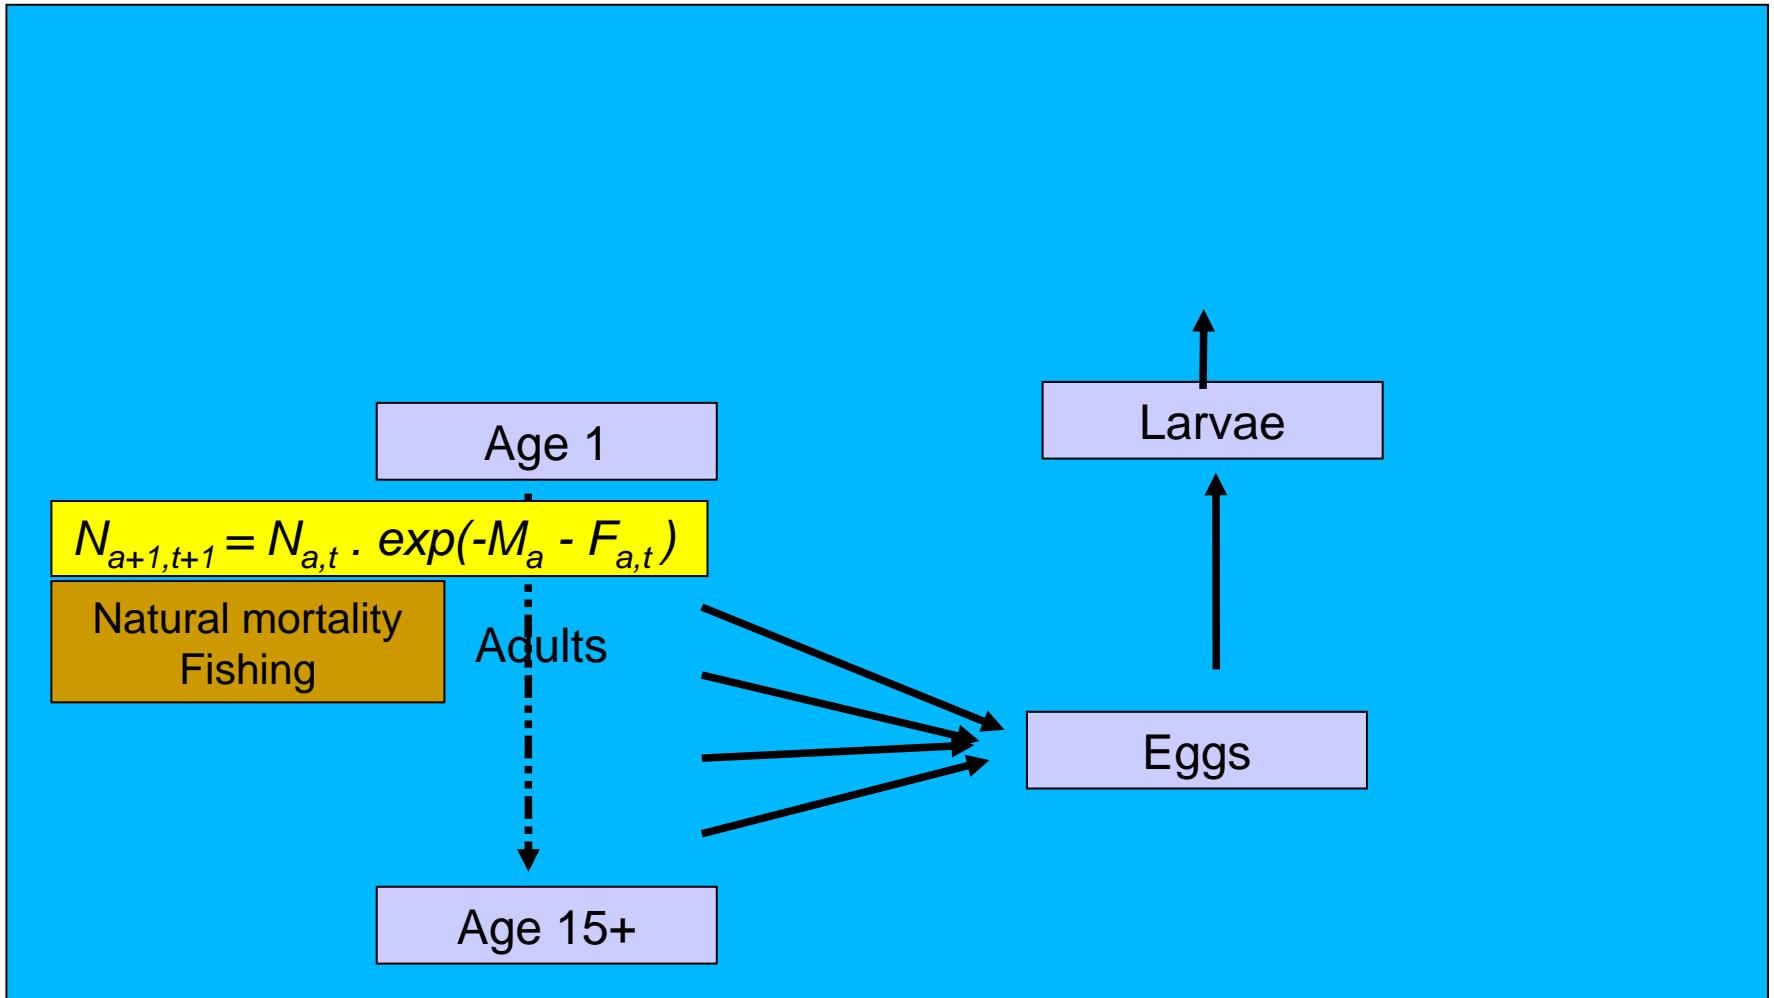 Larvae
Age 1
N_{a+1,t+1} = N_{a,t} . exp(-M_a - F_{a,t})
Natural mortality
Fishing
Adults
Eggs
Age 15+